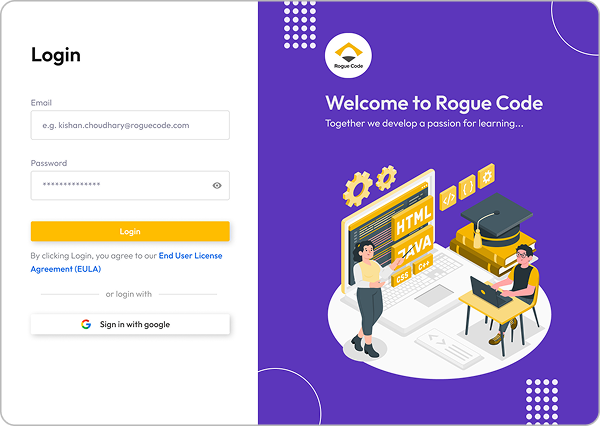 Login
Email
e.g. kishan.choudhary@roguecode.com
Password
**************
Login
By clicking Login, you agree to our End User License
Agreement (EULA)
or login with
Sign in with google
Rogue Code
Welcome to Rogue Code
Together we develop a passion for learning...
</>
{ }
HTML
JAVA
CSS
C++
</>